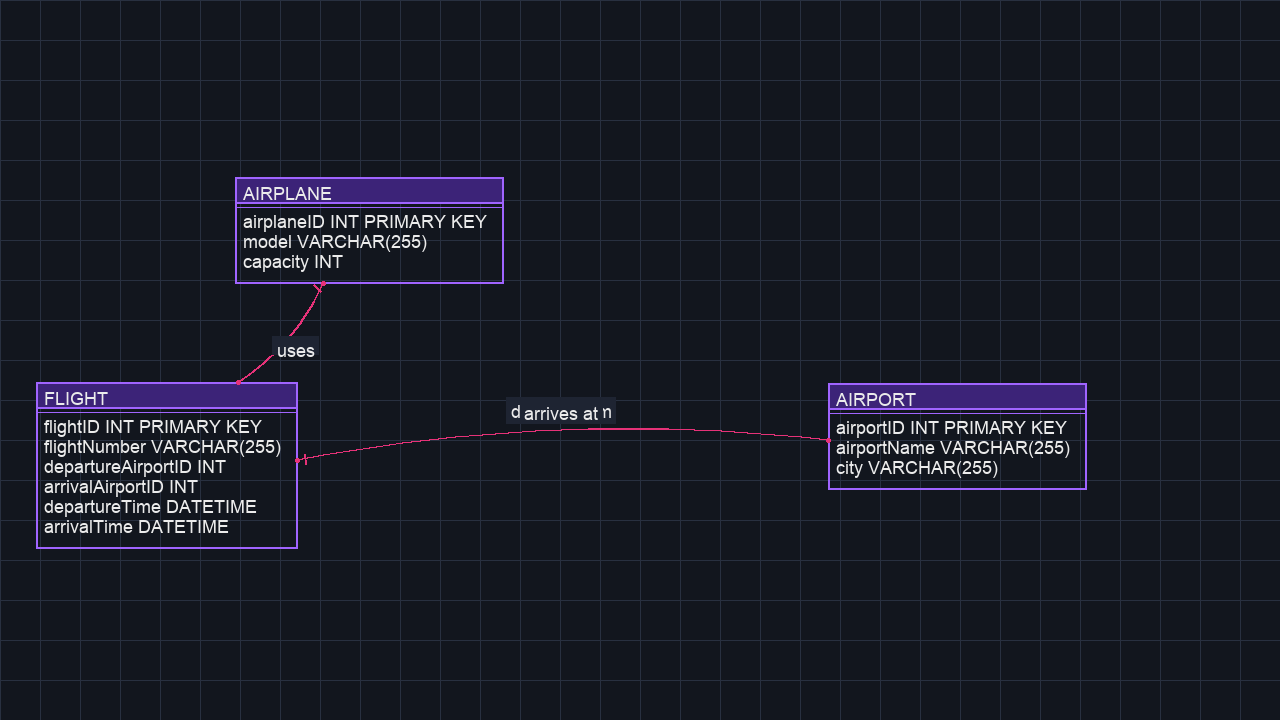 AIRPLANE
airplaneID INT PRIMARY KEY
model VARCHAR(255)
capacity INT
uses
FLIGHT
flightID INT PRIMARY KEY
flightNumber VARCHAR(255)
departureAirportID INT
arrivalAirportID INT
departureTime DATETIME
arrivalTime DATETIME
arrives at
AIRPORT
airportID INT PRIMARY KEY
airportName VARCHAR(255)
city VARCHAR(255)